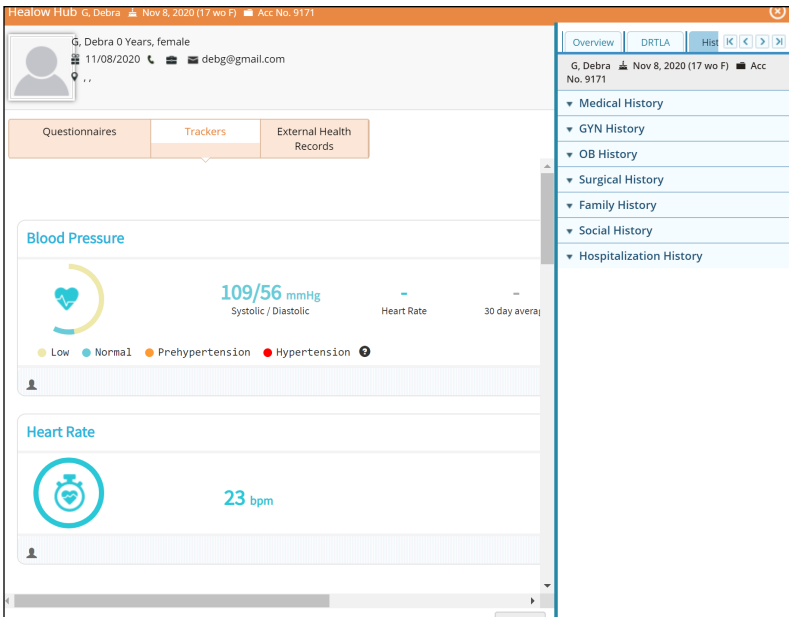 Healow Hub G, Debra Nov 8, 2020 (17 wo F) Acc No. 9171
G, Debra 0 Years, female
11/08/2020 debg@gmail.com
, ,
Questionnaires Trackers External Health Records
Blood Pressure
109/56 mmHg - -
Systolic / Diastolic Heart Rate 30 day averag
Low Normal Prehypertension Hypertension ?
Heart Rate
23 bpm
Overview DRTLA Hist
G, Debra Nov 8, 2020 (17 wo F) Acc
No. 9171
Medical History
GYN History
OB History
Surgical History
Family History
Social History
Hospitalization History